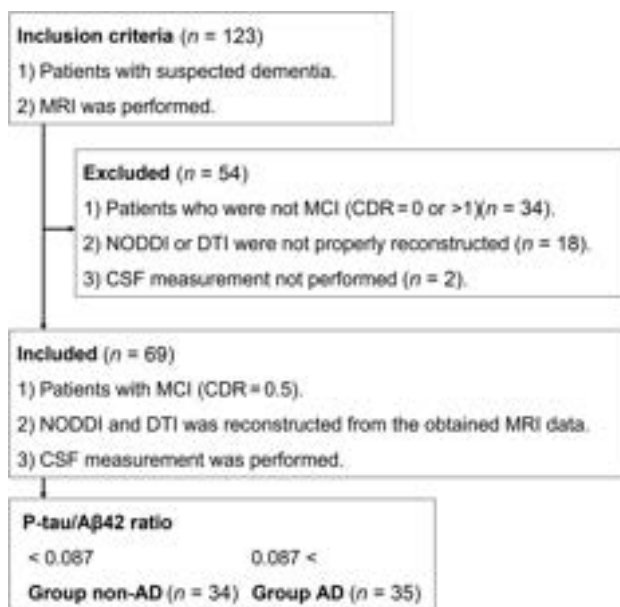 Inclusion criteria (n = 123)
1) Patients with suspected dementia.
2) MRI was performed.
Excluded (n = 54)
1) Patients who were not MCI (CDR = 0 or >1)(n = 34).
2) NODDI or DTI were not properly reconstructed (n = 18).
3) CSF measurement not performed (n = 2).
Included (n = 69)
1) Patients with MCI (CDR = 0.5).
2) NODDI and DTI was reconstructed from the obtained MRI data.
3) CSF measurement was performed.
P-tau/Aβ42 ratio
< 0.087 0.087 <
Group non-AD (n = 34) Group AD (n = 35)